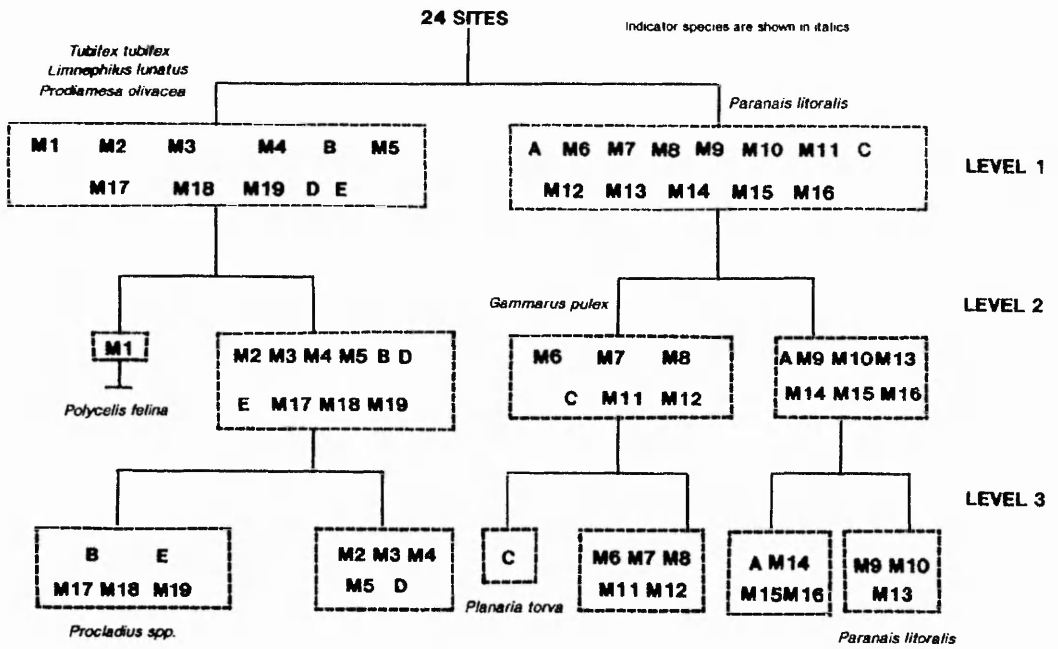 24 SITES
Indicator species are shown in italics
Tubifex tubifex
Limnephilus lunatus
Prodiamesa olivacea
Paranais litoralis
M1 M2 M3 M4 B M5
M17 M18 M19 D E
A M6 M7 M8 M9 M10 M11 C
M12 M13 M14 M15 M16
LEVEL 1
Gammarus pulex
LEVEL 2
M1
Polycelis felina
M2 M3 M4 M5 B D
E M17 M18 M19
M6 M7 M8
C M11 M12
A M9 M10 M13
M14 M15 M16
LEVEL 3
B E
M17 M18 M19
Procladius spp.
M2 M3 M4
M5 D
C
Planaria torva
M6 M7 M8
M11 M12
A M14
M15 M16
M9 M10
M13
Paranais litoralis